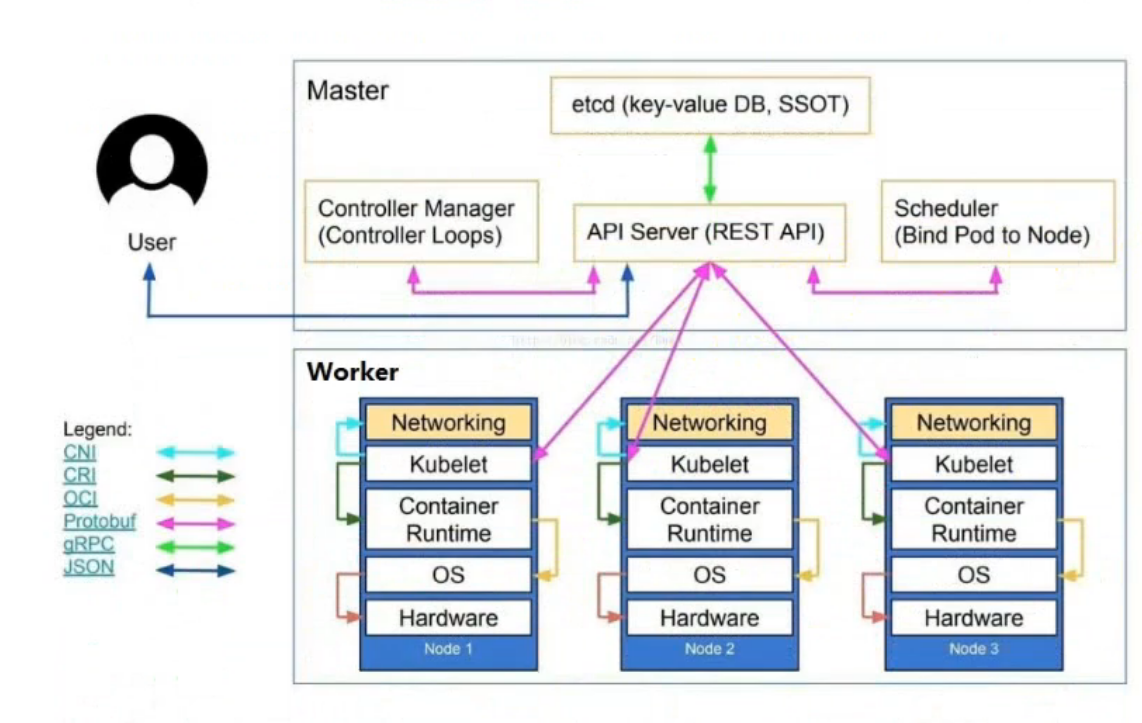 Master
etcd (key-value DB, SSOT)
Controller Manager
(Controller Loops)
API Server (REST API)
Scheduler
(Bind Pod to Node)
User
Worker
Legend:
CNI
CRI
OCI
Protobuf
gRPC
JSON
Networking
Kubelet
Container
Runtime
OS
Hardware
Node 1
Networking
Kubelet
Container
Runtime
OS
Hardware
Node 2
Networking
Kubelet
Container
Runtime
OS
Hardware
Node 3